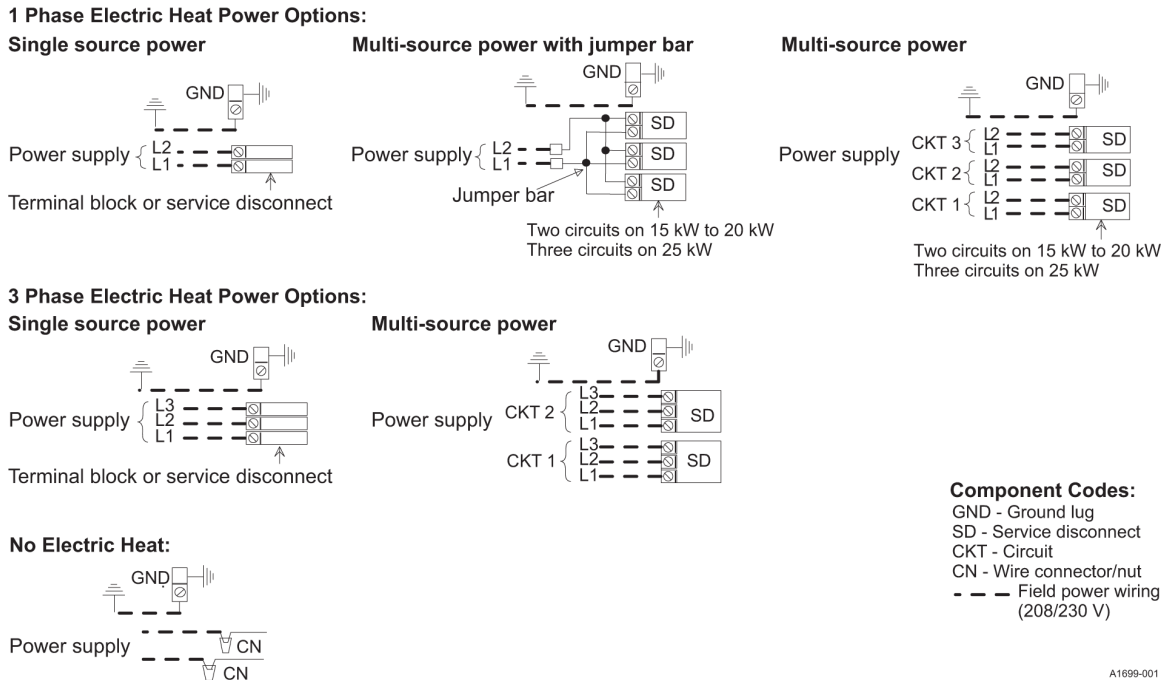 1 Phase Electric Heat Power Options:
Single source power
GND
Power supply
L2
L1
Terminal block or service disconnect
Multi-source power with jumper bar
GND
SD
Power supply
L2
L1
SD
Jumper bar
SD
Two circuits on 15 kW to 20 kW
Three circuits on 25 kW
Multi-source power
GND
Power supply
CKT 3
L2
L1
SD
CKT 2
L2
L1
SD
CKT 1
L2
L1
SD
Two circuits on 15 kW to 20 kW
Three circuits on 25 kW
3 Phase Electric Heat Power Options:
Single source power
GND
Power supply
L3
L2
L1
Terminal block or service disconnect
Multi-source power
GND
Power supply
CKT 2
L3
L2
L1
SD
CKT 1
L3
L2
L1
SD
No Electric Heat:
GND
Power supply
CN
CN
Component Codes:
GND - Ground lug
SD - Service disconnect
CKT - Circuit
CN - Wire connector/nut
Field power wiring
(208/230 V)
A1699-001